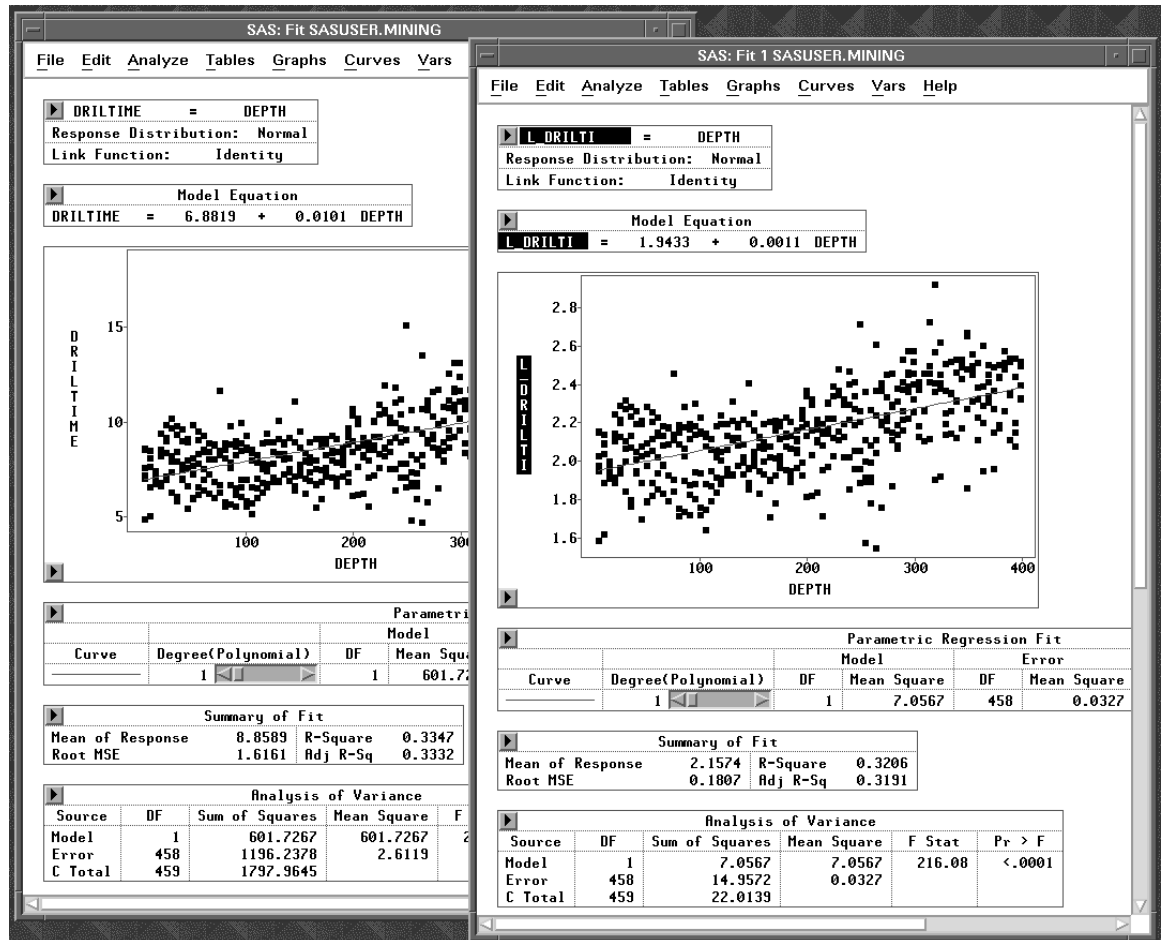 SAS: Fit SASUSER.MINING
File Edit Analyze Tables Graphs Curves Vars
DRILTIME = DEPTH
Response Distribution: Normal
Link Function: Identity
Model Equation
DRILTIME = 6.8819 + 0.0101 DEPTH
DRILTIME
15
10
5
100 200 300
DEPTH
Parametri
Model
Curve Degree(Polynomial) DF Mean Squa
1 1 601.72
Summary of Fit
Mean of Response 8.8589 R-Square 0.3347
Root MSE 1.6161 Adj R-Sq 0.3332
Analysis of Variance
Source DF Sum of Squares Mean Square F
Model 1 601.7267 601.7267 2
Error 458 1196.2378 2.6119
C Total 459 1797.9645
SAS: Fit 1 SASUSER.MINING
File Edit Analyze Tables Graphs Curves Vars Help
L_DRILTI = DEPTH
Response Distribution: Normal
Link Function: Identity
Model Equation
L_DRILTI = 1.9433 + 0.0011 DEPTH
L_DRILTI
2.8
2.6
2.4
2.2
2.0
1.8
1.6
100 200 300 400
DEPTH
Parametric Regression Fit
Model Error
Curve Degree(Polynomial) DF Mean Square DF Mean Square
1 1 7.0567 458 0.0327
Summary of Fit
Mean of Response 2.1574 R-Square 0.3206
Root MSE 0.1807 Adj R-Sq 0.3191
Analysis of Variance
Source DF Sum of Squares Mean Square F Stat Pr > F
Model 1 7.0567 7.0567 216.08 <.0001
Error 458 14.9572 0.0327
C Total 459 22.0139